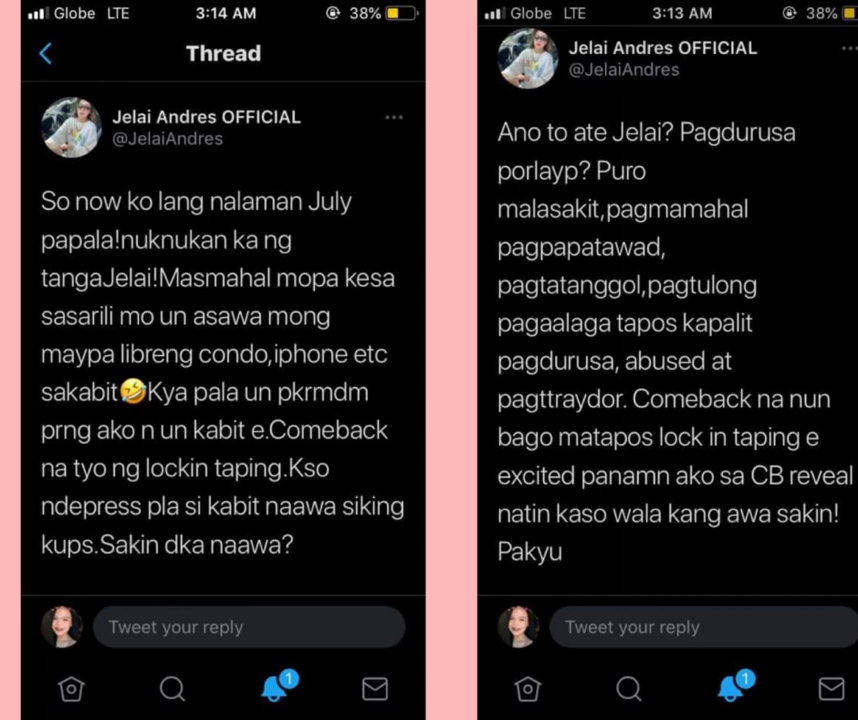 Globe LTE 3:14 AM 38%
Thread
Jelai Andres OFFICIAL
@JelaiAndres
So now ko lang nalaman July
papala!nuknukan ka ng
tangaJelai!Masmahal mopa kesa
sasarili mo un asawa mong
maypa libreng condo,iphone etc
sakabit🤣Kya pala un pkrmdm
prng ako n un kabit e.Comeback
na tyo ng lockin taping.Kso
ndepress pla si kabit naawa siking
kups.Sakin dka naawa?
Tweet your reply
1
Globe LTE 3:13 AM 38%
Jelai Andres OFFICIAL
@JelaiAndres
Ano to ate Jelai? Pagdurusa
porlayp? Puro
malasakit,pagmamahal
pagpapatawad,
pagtatanggol,pagtulong
pagaalaga tapos kapalit
pagdurusa, abused at
pagttraydor. Comeback na nun
bago matapos lock in taping e
excited panamn ako sa CB reveal
natin kaso wala kang awa sakin!
Pakyu
Tweet your reply
1